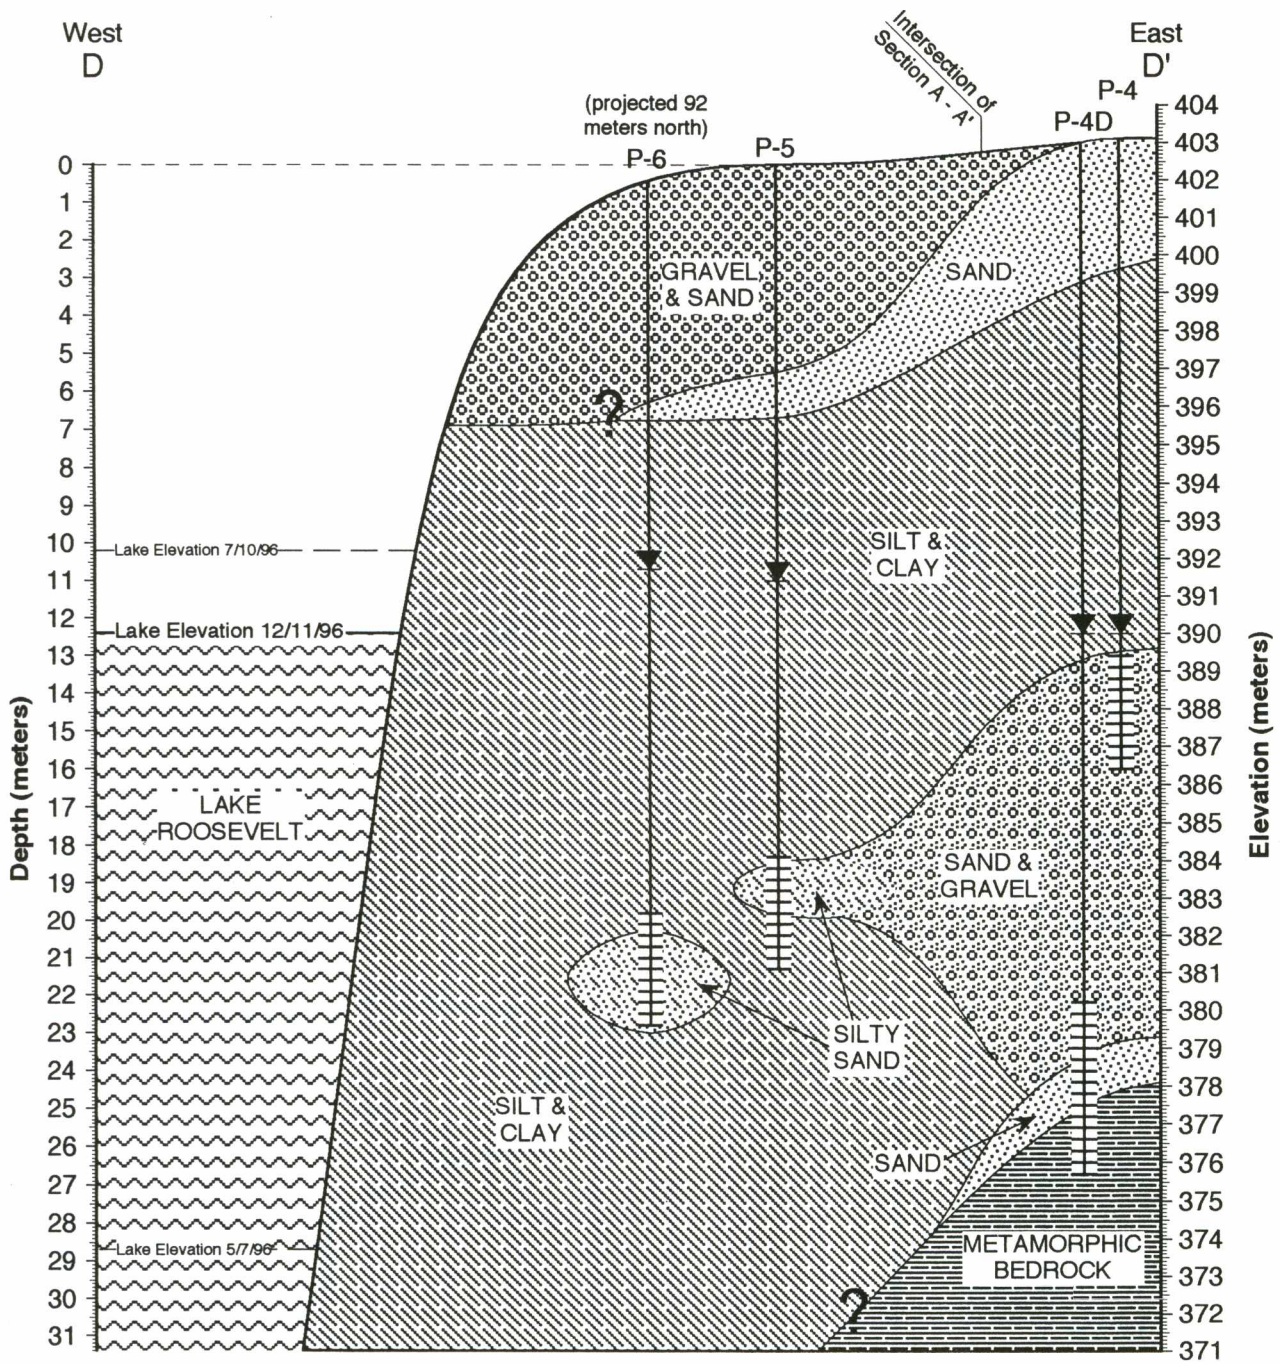 West
D
East
D'
Intersection of
Section A - A'
(projected 92
meters north)
P-6
P-5
P-4D
P-4
0
1
2
3
4
5
6
7
8
9
10
11
12
13
14
15
16
17
18
19
20
21
22
23
24
25
26
27
28
29
30
31
Depth (meters)
404
403
402
401
400
399
398
397
396
395
394
393
392
391
390
389
388
387
386
385
384
383
382
381
380
379
378
377
376
375
374
373
372
371
Elevation (meters)
GRAVEL
& SAND
SAND
?
SILT &
CLAY
Lake Elevation 7/10/96
Lake Elevation 12/11/96
LAKE
ROOSEVELT
SAND &
GRAVEL
SILTY
SAND
SILT &
CLAY
SAND
Lake Elevation 5/7/96
METAMORPHIC
BEDROCK
?